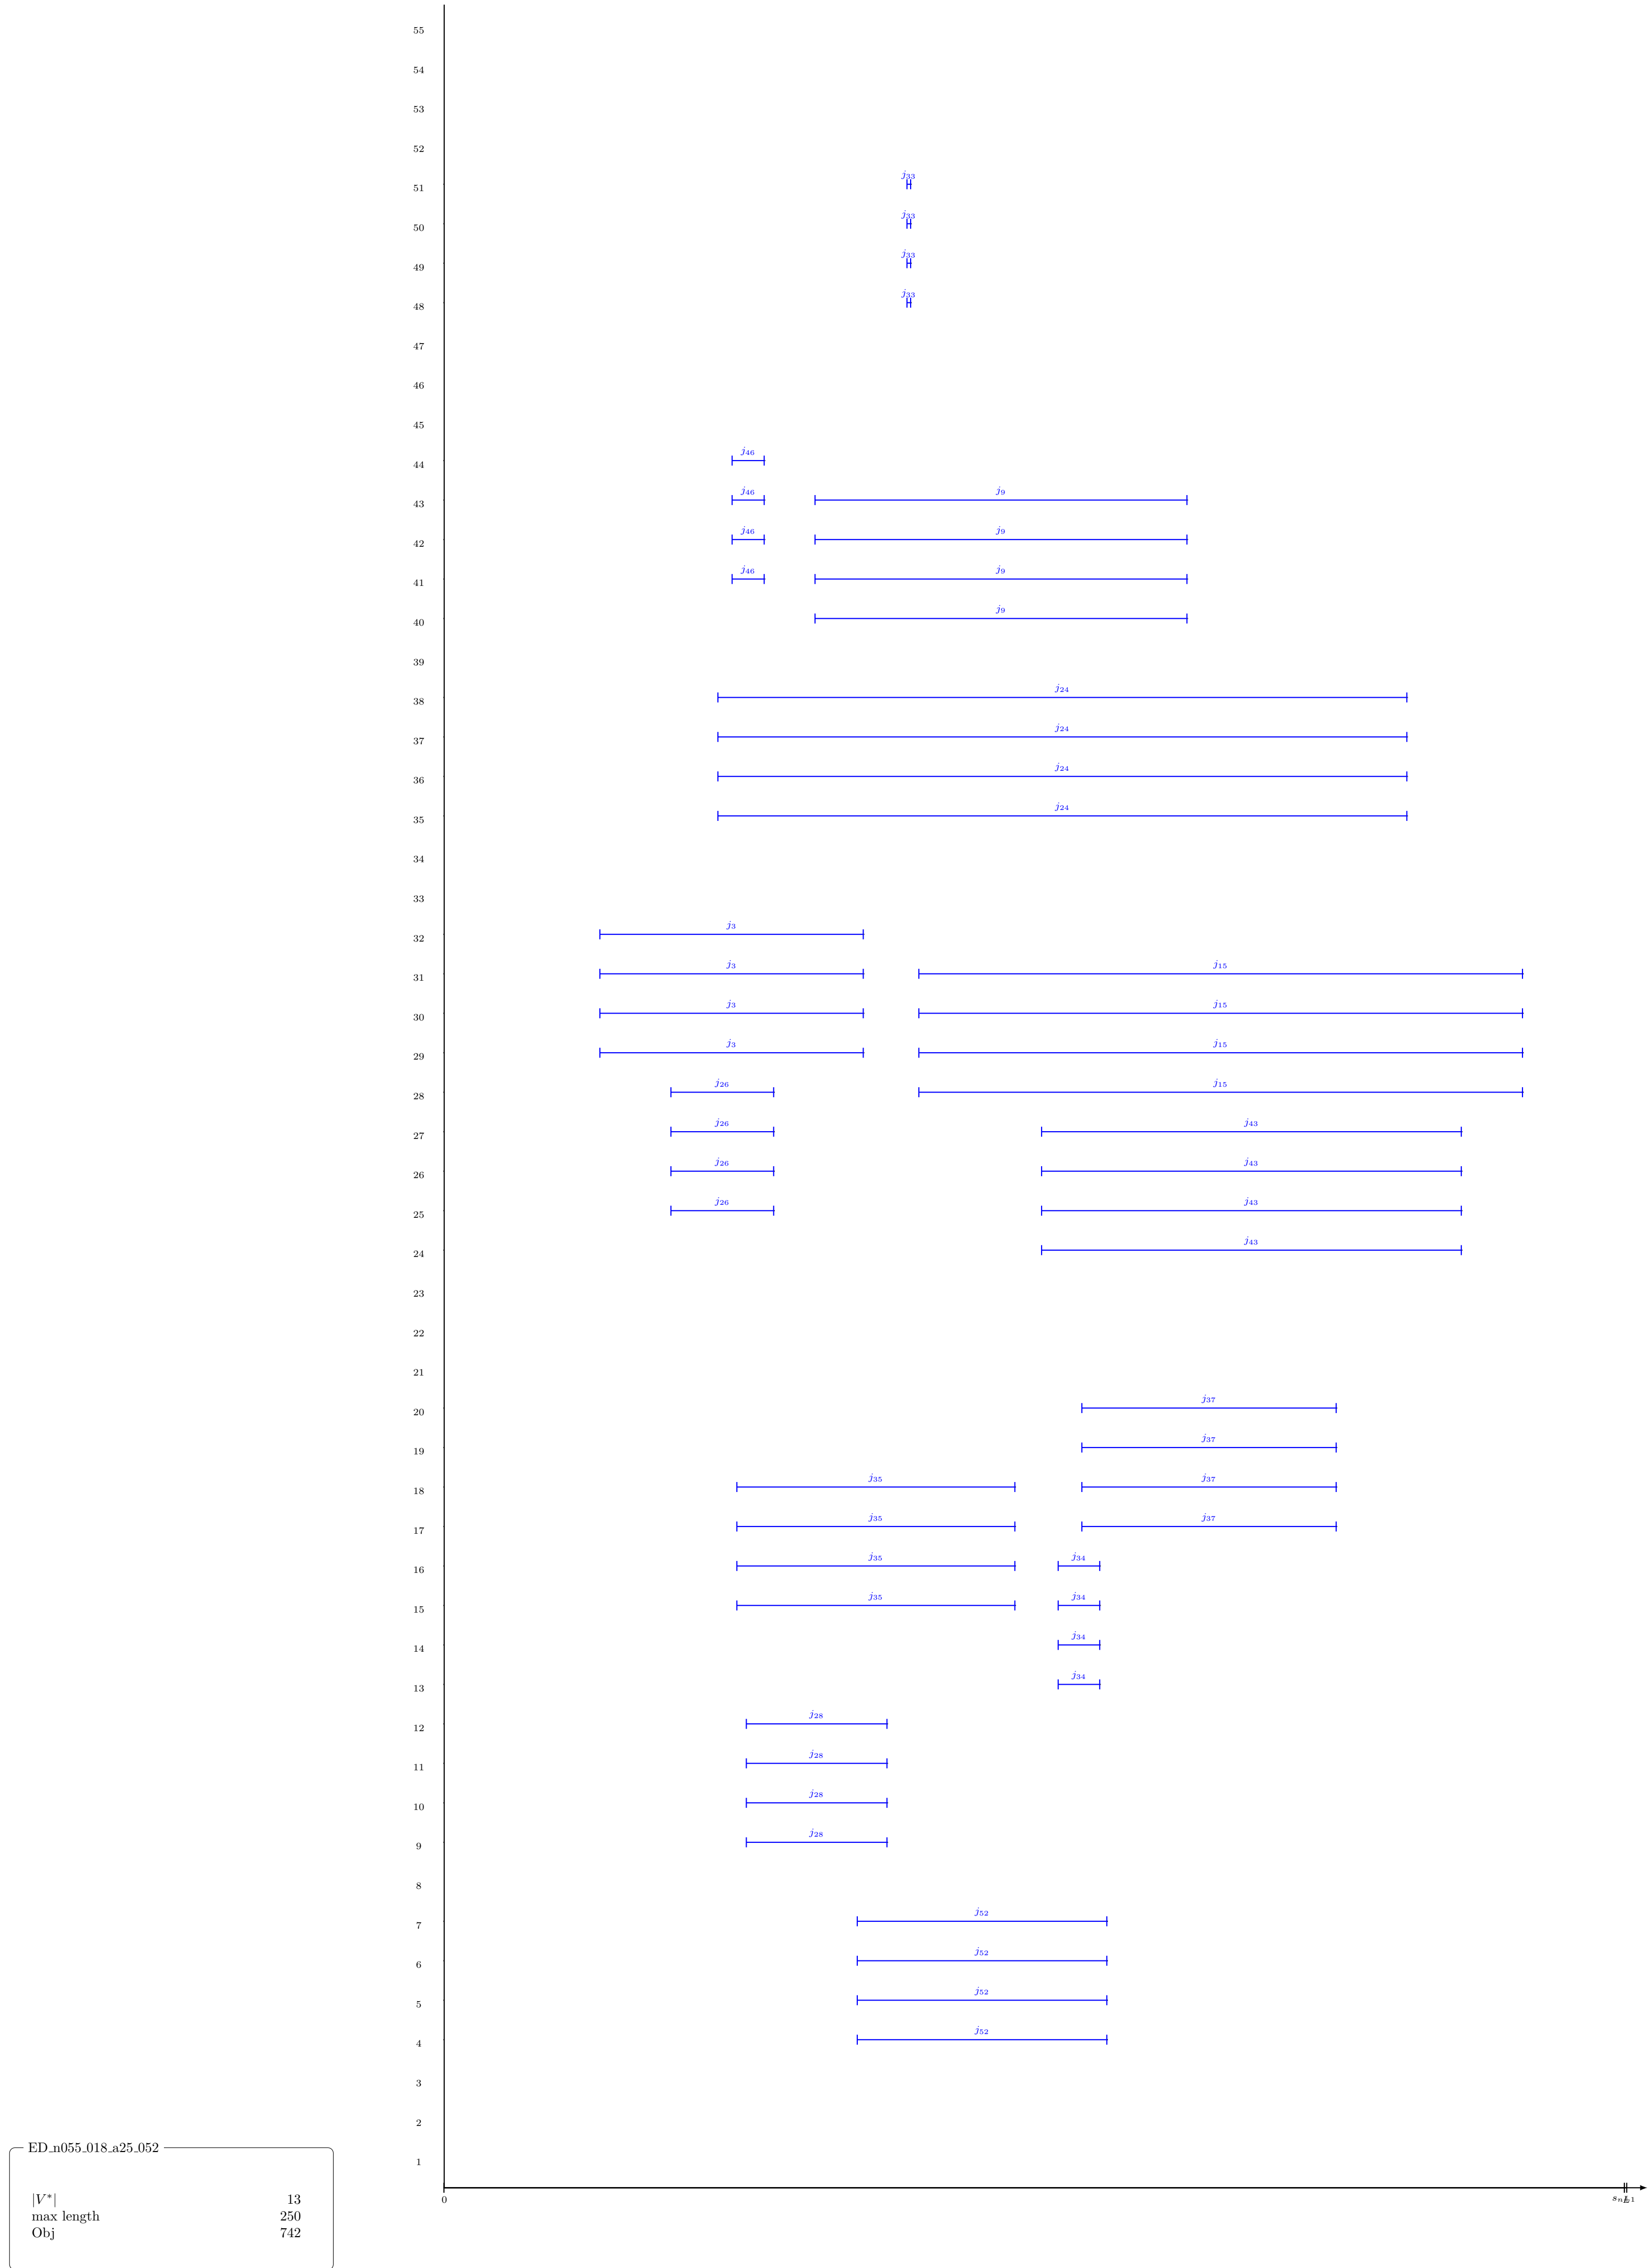 55
54
53
52
j33
51
j33
50
j33
49
j33
48
47
46
45
j46
44
j46 j9
43
j46 j9
42
j46 j9
41
j9
40
39
j24
38
j24
37
j24
36
j24
35
34
33
j3
32
j3 j15
31
j3 j15
30
j3 j15
29
j26 j15
28
j26 j43
27
j26 j43
26
j26 j43
25
j43
24
23
22
21
j37
20
j37
19
j35 j37
18
j35 j37
17
j35 j34
16
j35 j34
15
j34
14
j34
13
j28
12
j28
11
j28
10
j28
9
8
j52
7
j52
6
j52
5
j52
4
3
2
1
0
ED_n055_018_a25_052
|V*| 13
max length 250
Obj 742